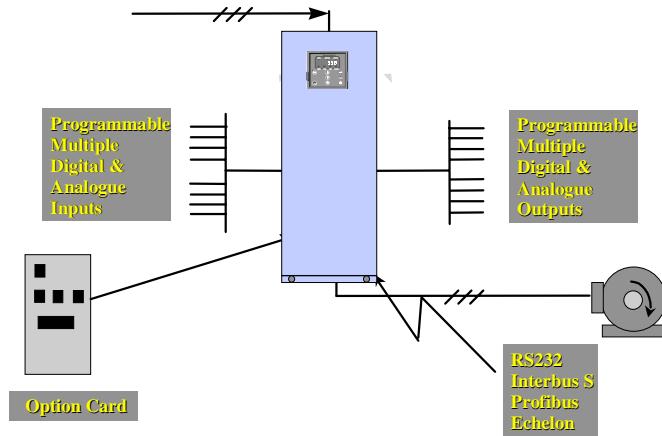 Programmable
Multiple
Digital &
Analogue
Inputs
Programmable
Multiple
Digital &
Analogue
Outputs
Option Card
RS232
Interbus S
Profibus
Echelon